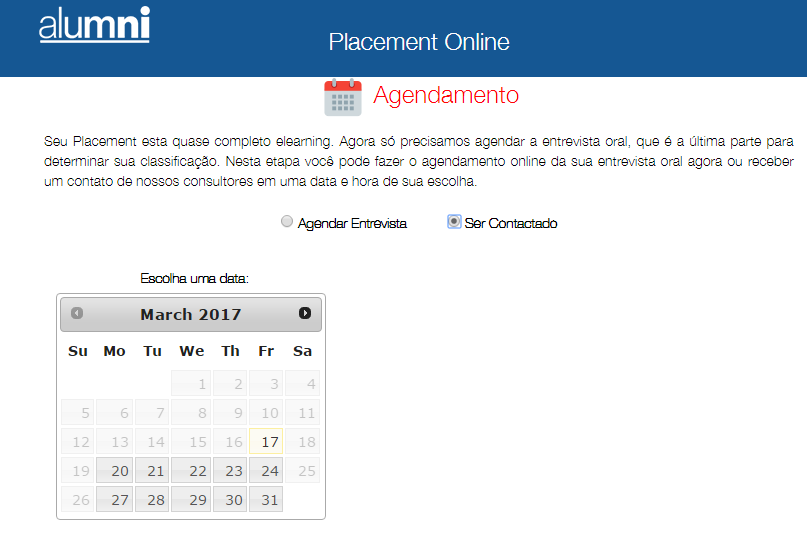 alumni
Placement Online
Agendamento
Seu Placement esta quase completo elearning. Agora só precisamos agendar a entrevista oral, que é a última parte para
determinar sua classificação. Nesta etapa você pode fazer o agendamento online da sua entrevista oral agora ou receber
um contato de nossos consultores em uma data e hora de sua escolha.
Agendar Entrevista Ser Contactado
Escolha uma data:
March 2017
Su Mo Tu We Th Fr Sa
1 2 3 4
5 6 7 8 9 10 11
12 13 14 15 16 17 18
19 20 21 22 23 24 25
26 27 28 29 30 31